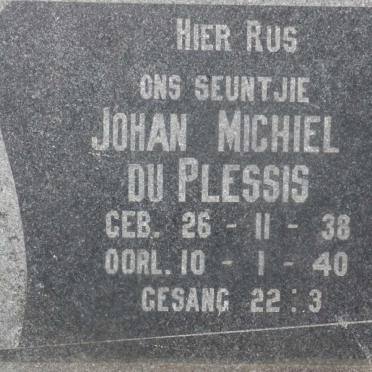 HIER RUS
ONS SEUNTJIE
JOHAN MICHIEL
DU PLESSIS
GEB. 26 - 11 - 38
OORL. 10 - 1 - 40
GESANG 22 : 3